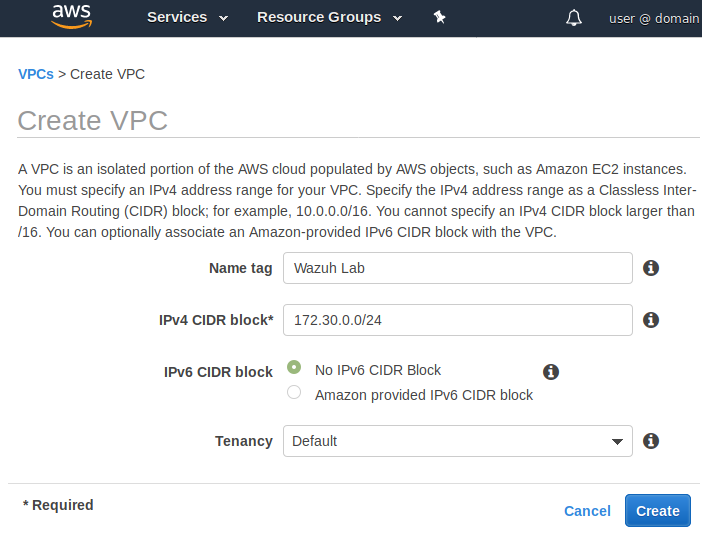 aws Services Resource Groups user @ domain
VPCs > Create VPC
Create VPC
A VPC is an isolated portion of the AWS cloud populated by AWS objects, such as Amazon EC2 instances.
You must specify an IPv4 address range for your VPC. Specify the IPv4 address range as a Classless Inter-
Domain Routing (CIDR) block; for example, 10.0.0.0/16. You cannot specify an IPv4 CIDR block larger than
/16. You can optionally associate an Amazon-provided IPv6 CIDR block with the VPC.
Name tag Wazuh Lab
IPv4 CIDR block* 172.30.0.0/24
IPv6 CIDR block No IPv6 CIDR Block
Amazon provided IPv6 CIDR block
Tenancy Default
* Required Cancel Create